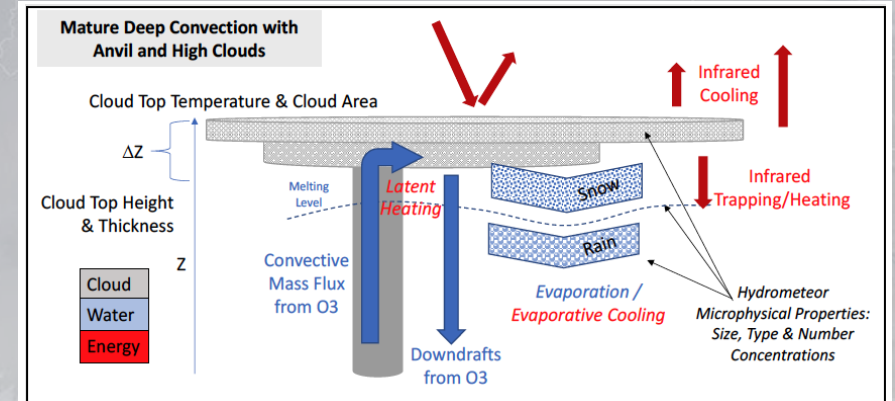 Mature Deep Convection with
Anvil and High Clouds
Cloud Top Temperature & Cloud Area
Infrared
Cooling
ΔZ
Melting
Level
Latent
Heating
Snow
Infrared
Trapping/Heating
Cloud Top Height
& Thickness
Z
Rain
Convective
Mass Flux
from O3
Cloud
Water
Energy
Evaporation /
Evaporative Cooling
Hydrometeor
Microphysical Properties:
Size, Type & Number
Concentrations
Downdrafts
from O3